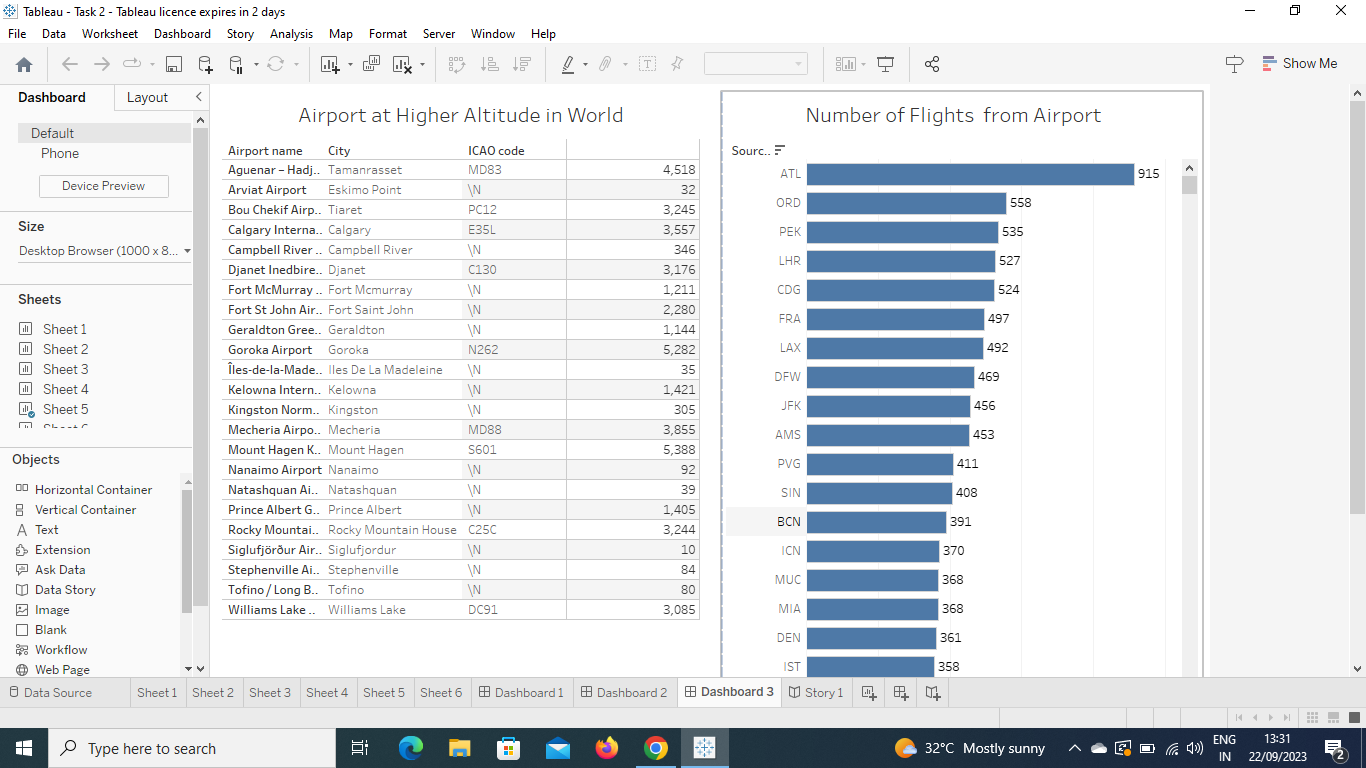 Tableau - Task 2 - Tableau licence expires in 2 days
File Data Worksheet Dashboard Story Analysis Map Format Server Window Help
Show Me
Dashboard Layout
Default
Phone
Device Preview
Size
Desktop Browser (1000 x 8...
Sheets
Sheet 1
Sheet 2
Sheet 3
Sheet 4
Sheet 5
Objects
Horizontal Container
Vertical Container
Text
Extension
Ask Data
Data Story
Image
Blank
Workflow
Web Page
Airport at Higher Altitude in World
Airport name City ICAO code
Aguenar – Hadj.. Tamanrasset MD83 4,518
Arviat Airport Eskimo Point \N 32
Bou Chekif Airp.. Tiaret PC12 3,245
Calgary Interna.. Calgary E35L 3,557
Campbell River .. Campbell River \N 346
Djanet Inedbire.. Djanet C130 3,176
Fort McMurray .. Fort Mcmurray \N 1,211
Fort St John Air.. Fort Saint John \N 2,280
Geraldton Gree.. Geraldton \N 1,144
Goroka Airport Goroka N262 5,282
Îles-de-la-Made.. Iles De La Madeleine \N 35
Kelowna Intern.. Kelowna \N 1,421
Kingston Norm.. Kingston \N 305
Mecheria Airpo.. Mecheria MD88 3,855
Mount Hagen K.. Mount Hagen S601 5,388
Nanaimo Airport Nanaimo \N 92
Natashquan Ai.. Natashquan \N 39
Prince Albert G.. Prince Albert \N 1,405
Rocky Mountai.. Rocky Mountain House C25C 3,244
Siglufjörður Air.. Siglufjordur \N 10
Stephenville Ai.. Stephenville \N 84
Tofino / Long B.. Tofino \N 80
Williams Lake .. Williams Lake DC91 3,085
Number of Flights from Airport
Sourc..
ATL 915
ORD 558
PEK 535
LHR 527
CDG 524
FRA 497
LAX 492
DFW 469
JFK 456
AMS 453
PVG 411
SIN 408
BCN 391
ICN 370
MUC 368
MIA 368
DEN 361
IST 358
Data Source Sheet 1 Sheet 2 Sheet 3 Sheet 4 Sheet 5 Sheet 6 Dashboard 1 Dashboard 2 Dashboard 3 Story 1
Type here to search
32°C Mostly sunny
ENG
IN
13:31
22/09/2023
2